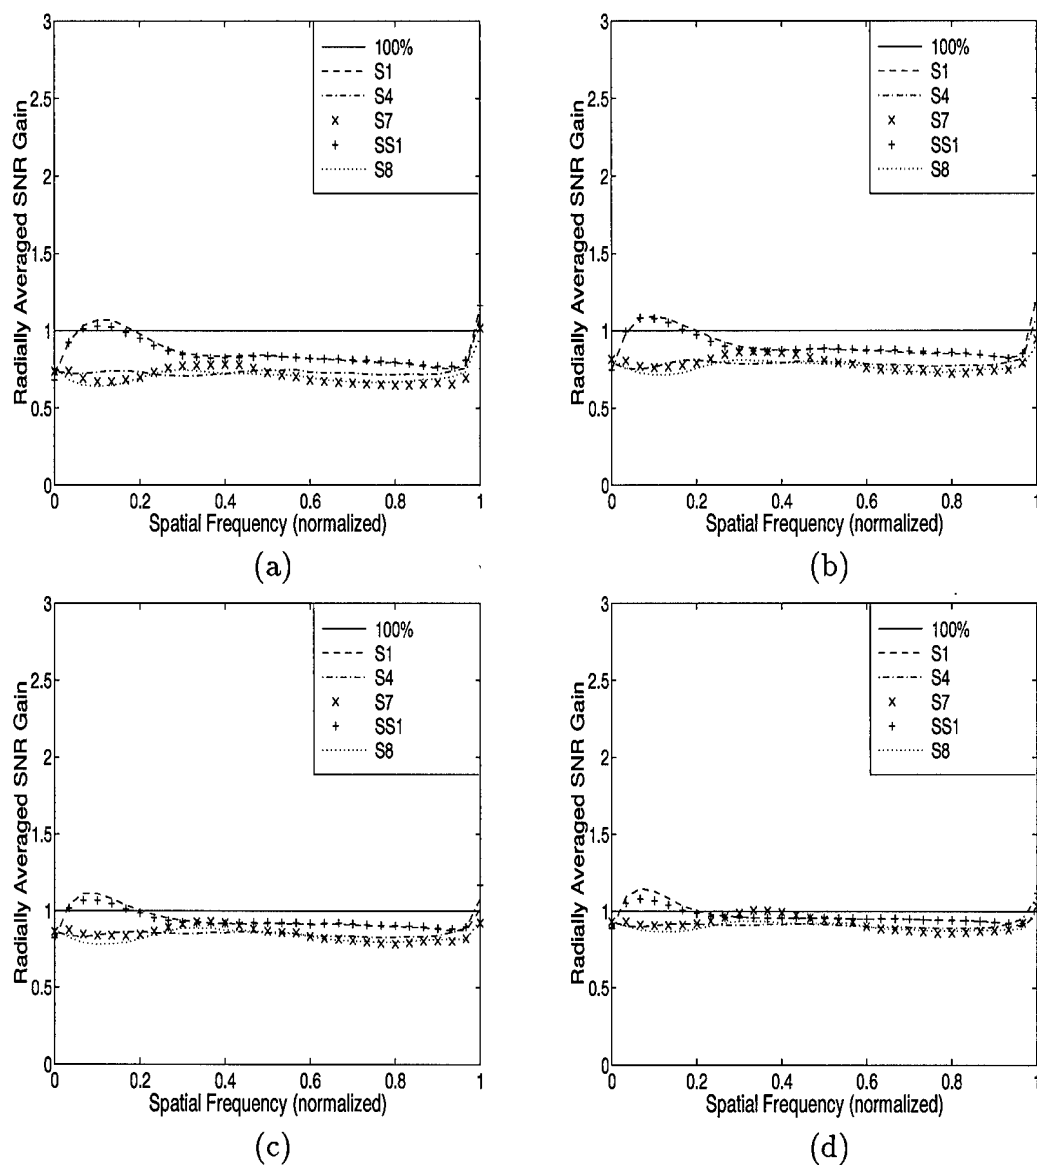 Radially Averaged SNR Gain
3
2.5
2
1.5
1
0.5
0
100%
S1
S4
S7
SS1
S8
0 0.2 0.4 0.6 0.8 1
Spatial Frequency (normalized)
(a)
Radially Averaged SNR Gain
3
2.5
2
1.5
1
0.5
0
100%
S1
S4
S7
SS1
S8
0 0.2 0.4 0.6 0.8 1
Spatial Frequency (normalized)
(b)
Radially Averaged SNR Gain
3
2.5
2
1.5
1
0.5
0
100%
S1
S4
S7
SS1
S8
0 0.2 0.4 0.6 0.8 1
Spatial Frequency (normalized)
(c)
Radially Averaged SNR Gain
3
2.5
2
1.5
1
0.5
0
100%
S1
S4
S7
SS1
S8
0 0.2 0.4 0.6 0.8 1
Spatial Frequency (normalized)
(d)